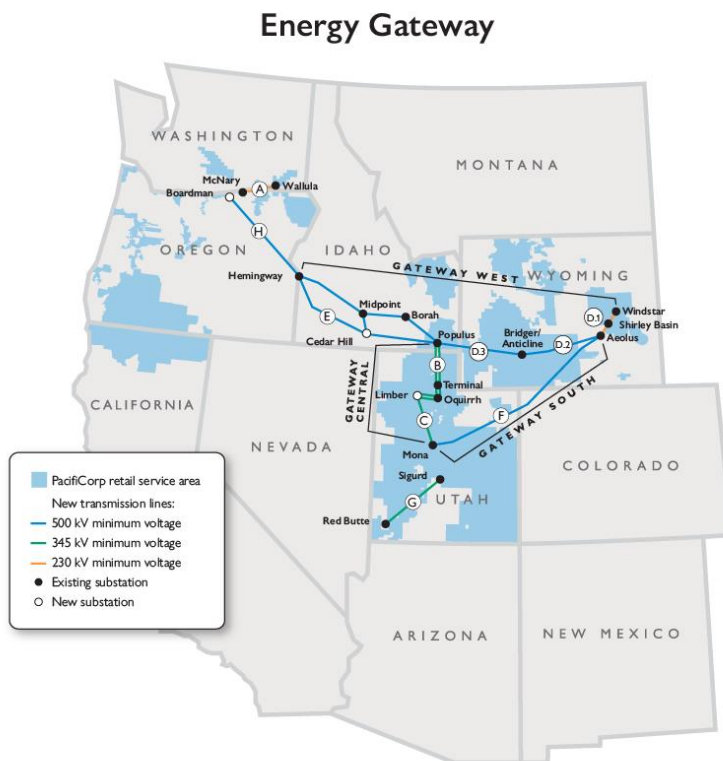 Energy Gateway
WASHINGTON
MONTANA
McNary
A
Wallula
Boardman
H
OREGON
IDAHO
GATEWAY WEST
WYOMING
Hemingway
Midpoint
Borah
E
Cedar Hill
Populus
D.3
Bridger/
Anticline
D.2
D.1
Windstar
Shirley Basin
Aeolus
B
GATEWAY
CENTRAL
Terminal
Limber
Oquirrh
C
F
GATEWAY SOUTH
CALIFORNIA
NEVADA
Mona
COLORADO
Sigurd
UTAH
G
Red Butte
PacifiCorp retail service area
New transmission lines:
500 kV minimum voltage
345 kV minimum voltage
230 kV minimum voltage
Existing substation
New substation
ARIZONA
NEW MEXICO